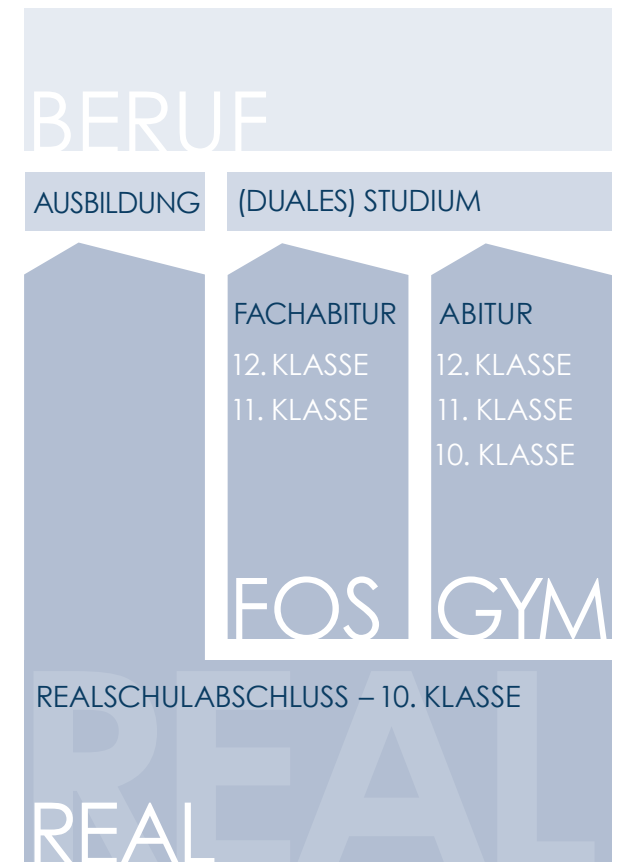 BERUF
AUSBILDUNG
(DUALES) STUDIUM
FACHABITUR
12. KLASSE
11. KLASSE
FOS
ABITUR
12. KLASSE
11. KLASSE
10. KLASSE
GYM
REAL
REALSCHULABSCHLUSS – 10. KLASSE
REAL